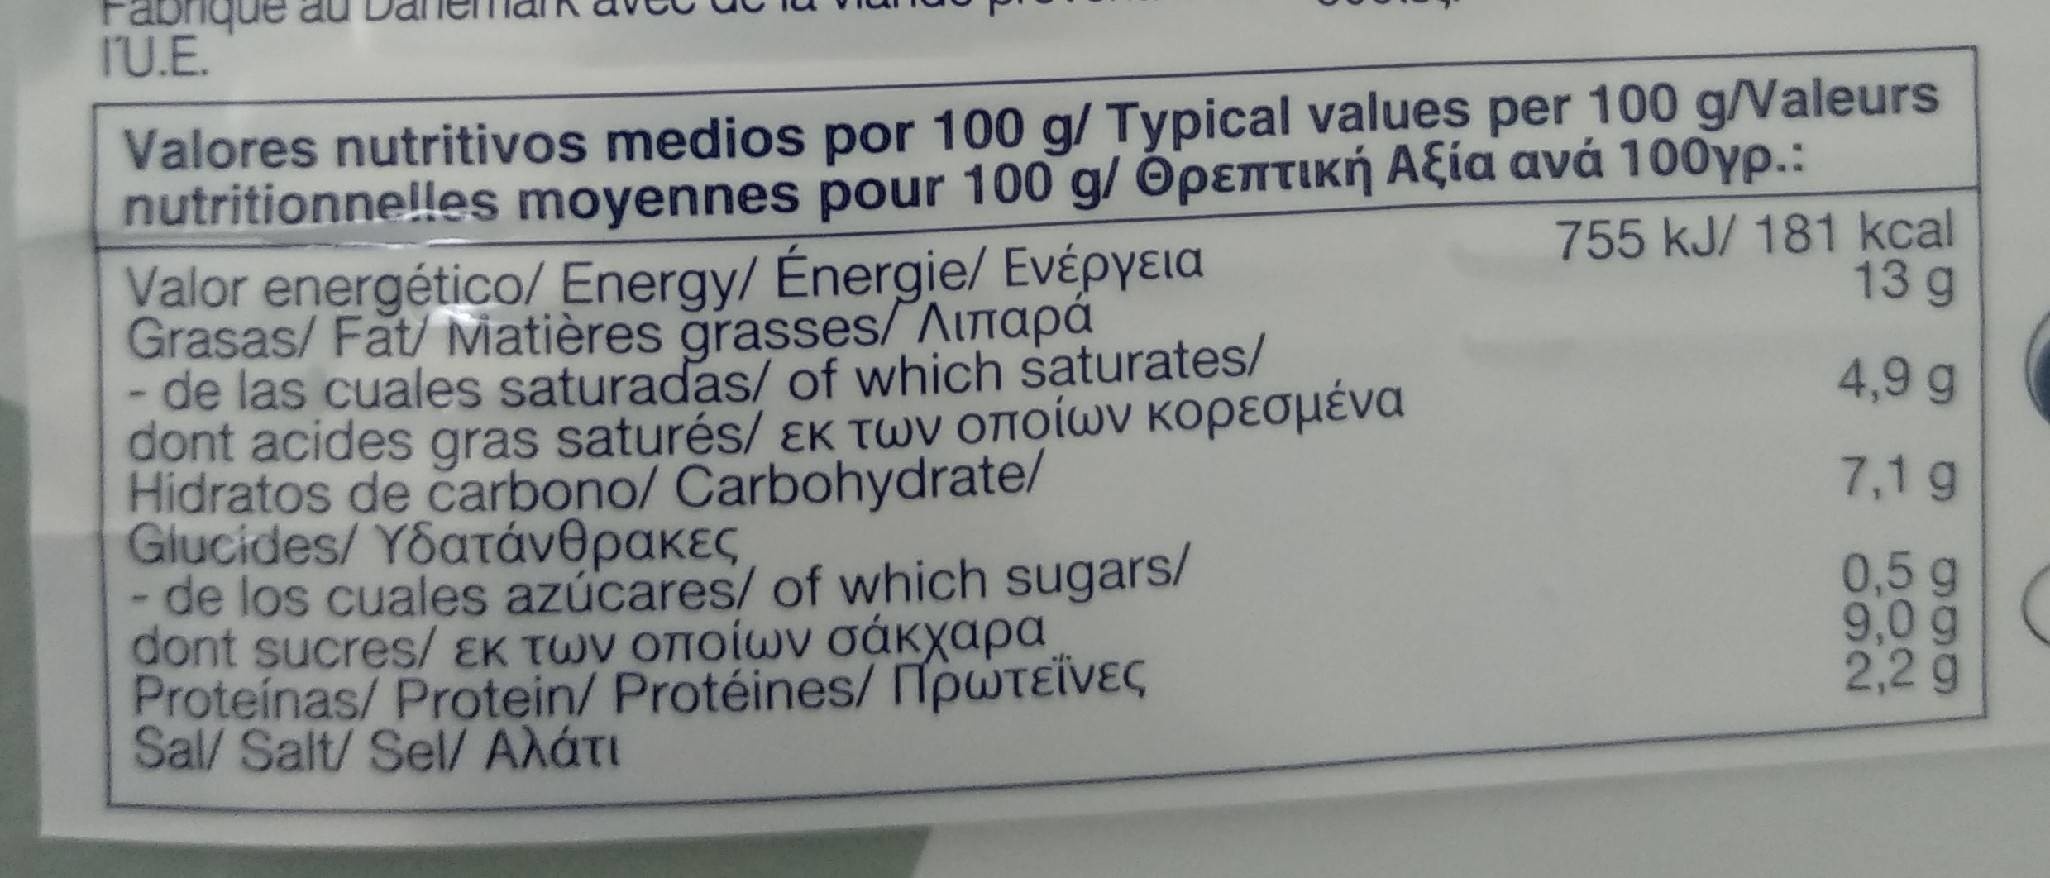 Fabriqué au Danemark avec de la viande
l'U.E.
Valores nutritivos medios por 100 g/ Typical values per 100 g/Valeurs
nutritionnelles moyennes pour 100 g/ Θρεπτική Αξία ανά 100γρ.:
Valor energético/ Energy/ Énergie/ Ενέργεια 755 kJ/ 181 kcal
Grasas/ Fat/ Matières grasses/ Λιπαρά 13 g
- de las cuales saturadas/ of which saturates/
dont acides gras saturés/ εκ των οποίων κορεσμένα 4,9 g
Hidratos de carbono/ Carbohydrate/
Glucides/ Υδατάνθρακες 7,1 g
- de los cuales azúcares/ of which sugars/
dont sucres/ εκ των οποίων σάκχαρα 0,5 g
Proteínas/ Protein/ Protéines/ Πρωτεΐνες 9,0 g
Sal/ Salt/ Sel/ Αλάτι 2,2 g